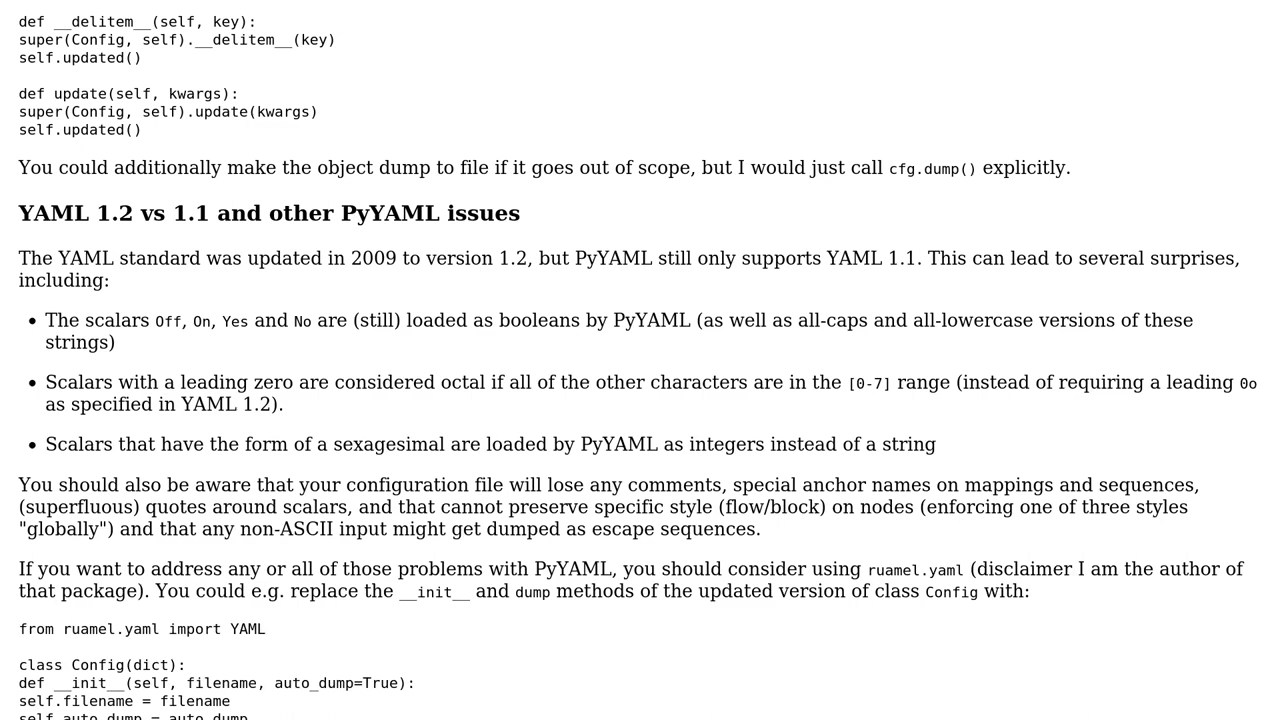 def __delitem__(self, key):
super(Config, self).__delitem__(key)
self.updated()
def update(self, kwargs):
super(Config, self).update(kwargs)
self.updated()
You could additionally make the object dump to file if it goes out of scope, but I would just call cfg.dump() explicitly.
YAML 1.2 vs 1.1 and other PyYAML issues
The YAML standard was updated in 2009 to version 1.2, but PyYAML still only supports YAML 1.1. This can lead to several surprises,
including:
• The scalars Off, On, Yes and No are (still) loaded as booleans by PyYAML (as well as all-caps and all-lowercase versions of these
strings)
• Scalars with a leading zero are considered octal if all of the other characters are in the [0-7] range (instead of requiring a leading 0o
as specified in YAML 1.2).
• Scalars that have the form of a sexagesimal are loaded by PyYAML as integers instead of a string
You should also be aware that your configuration file will lose any comments, special anchor names on mappings and sequences,
(superfluous) quotes around scalars, and that cannot preserve specific style (flow/block) on nodes (enforcing one of three styles
"globally") and that any non-ASCII input might get dumped as escape sequences.
If you want to address any or all of those problems with PyYAML, you should consider using ruamel.yaml (disclaimer I am the author of
that package). You could e.g. replace the __init__ and dump methods of the updated version of class Config with:
from ruamel.yaml import YAML
class Config(dict):
def __init__(self, filename, auto_dump=True):
self.filename = filename
self.auto_dump = auto_dump